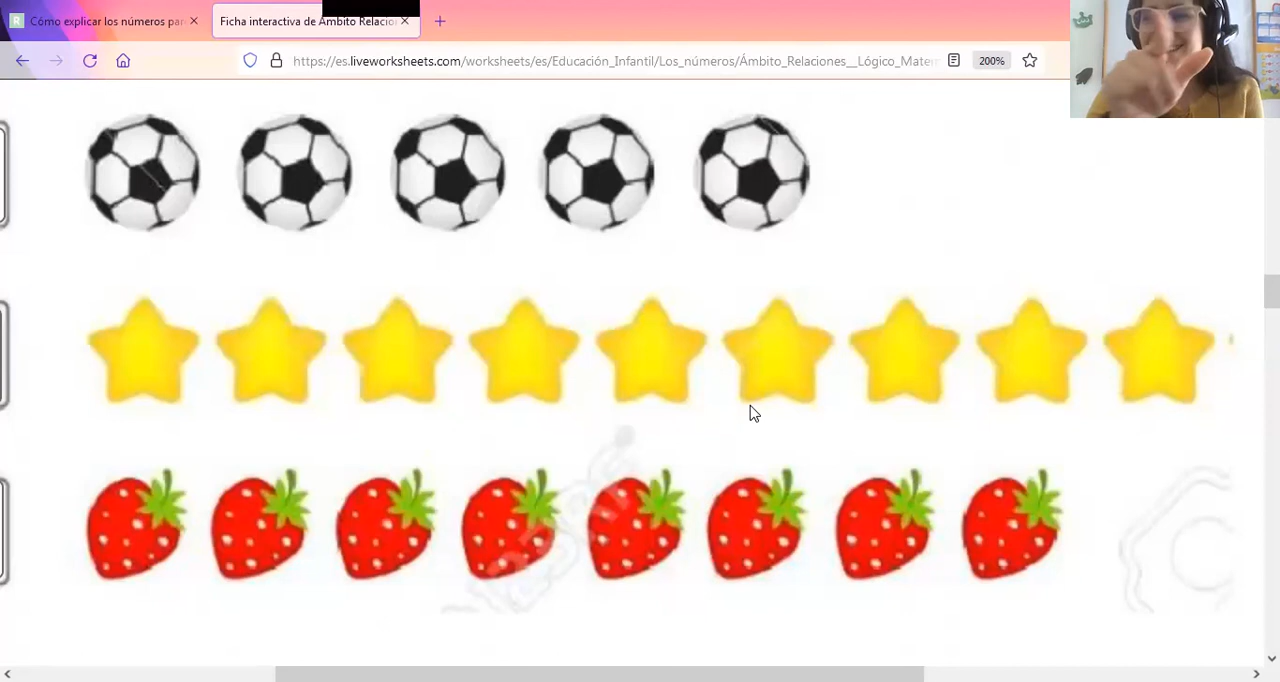 R Cómo explicar los números par
Ficha interactiva de Ámbito Relacio
https://es.liveworksheets.com/worksheets/es/Educación_Infantil/Los_números/Ámbito_Relaciones__Lógico_Matem
200%